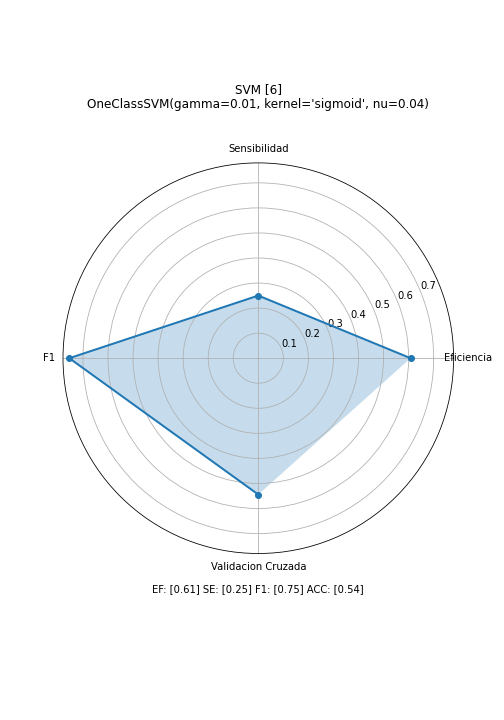 SVM [6]
OneClassSVM(gamma=0.01, kernel='sigmoid', nu=0.04)
Sensibilidad
0.7
0.6
0.5
0.4
0.3
0.2
0.1
F1
Eficiencia
Validacion Cruzada
EF: [0.61] SE: [0.25] F1: [0.75] ACC: [0.54]